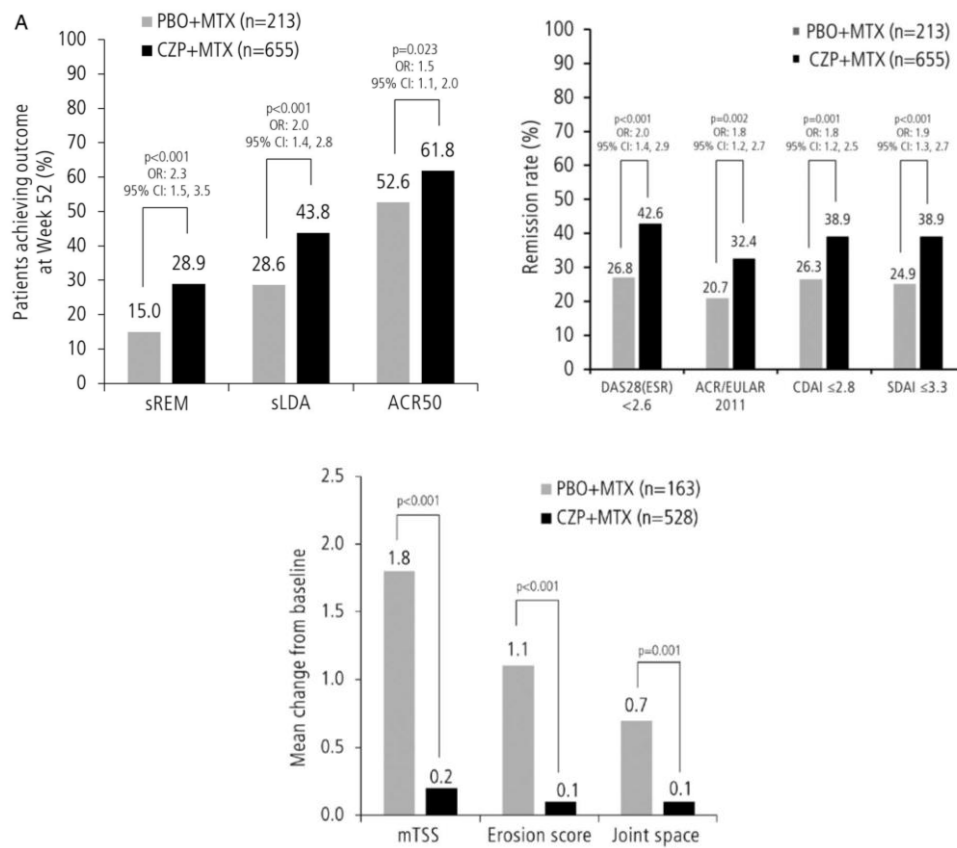 A
PBO+MTX (n=213)
CZP+MTX (n=655)
Patients achieving outcome
at Week 52 (%)
100
90
80
70
60
50
40
30
20
10
0
p<0.001
OR: 2.3
95% CI: 1.5, 3.5
15.0
28.9
p<0.001
OR: 2.0
95% CI: 1.4, 2.8
28.6
43.8
p=0.023
OR: 1.5
95% CI: 1.1, 2.0
52.6
61.8
sREM
sLDA
ACR50
PBO+MTX (n=213)
CZP+MTX (n=655)
Remission rate (%)
100
90
80
70
60
50
40
30
20
10
0
p<0.001
OR: 2.0
95% CI: 1.4, 2.9
26.8
42.6
p=0.002
OR: 1.8
95% CI: 1.2, 2.7
20.7
32.4
p=0.001
OR: 1.8
95% CI: 1.2, 2.5
26.3
38.9
p<0.001
OR: 1.9
95% CI: 1.3, 2.7
24.9
38.9
DAS28(ESR)
<2.6
ACR/EULAR
2011
CDAI ≤2.8
SDAI ≤3.3
PBO+MTX (n=163)
CZP+MTX (n=528)
Mean change from baseline
2.5
2.0
1.5
1.0
0.5
0.0
p<0.001
1.8
0.2
p<0.001
1.1
0.1
p=0.001
0.7
0.1
mTSS
Erosion score
Joint space